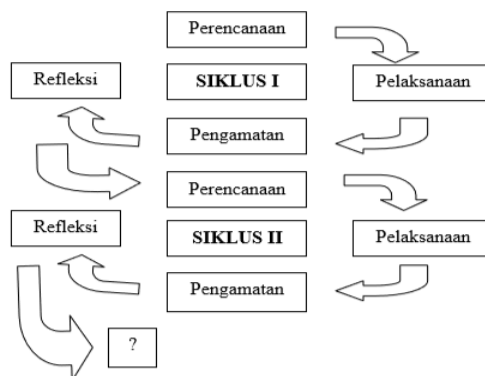 Perencanaan
Refleksi
SIKLUS I
Pelaksanaan
Pengamatan
Perencanaan
Refleksi
SIKLUS II
Pelaksanaan
Pengamatan
?